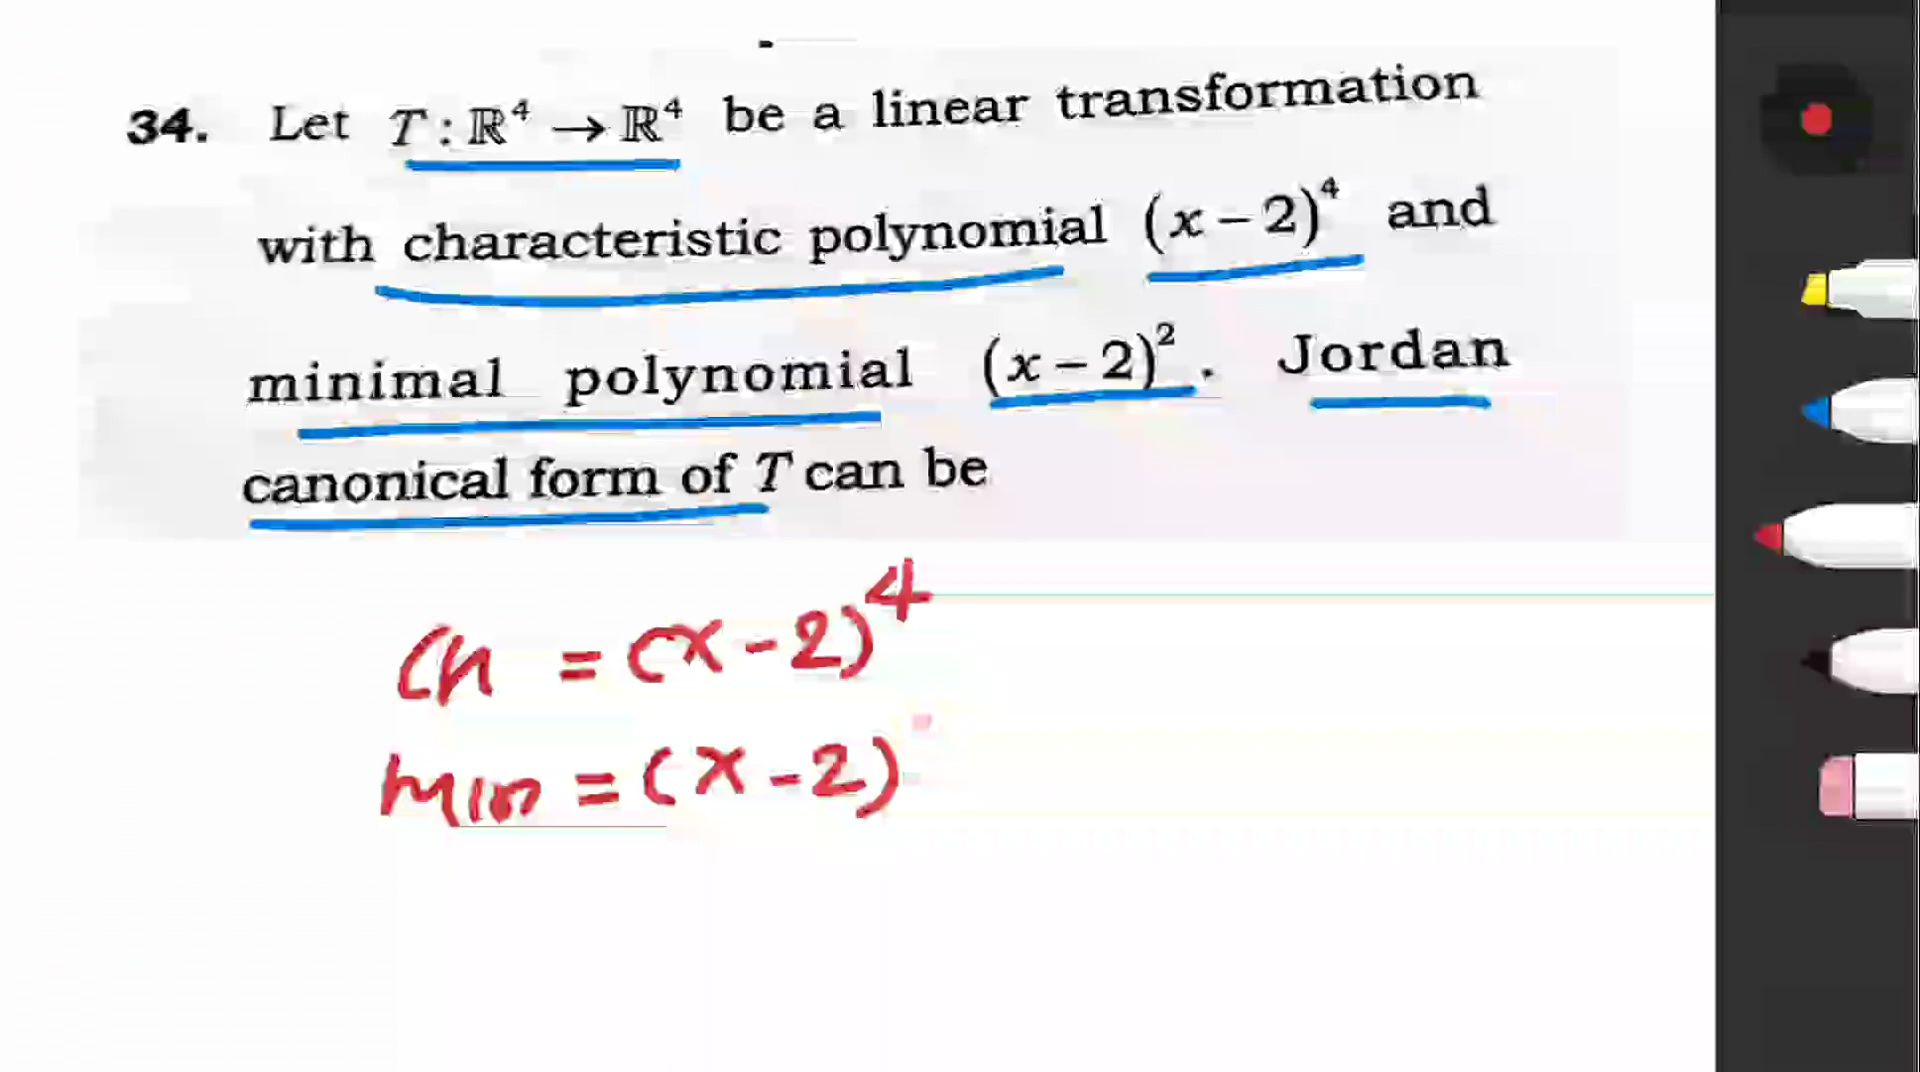 34. Let T : ℝ⁴ → ℝ⁴ be a linear transformation
with characteristic polynomial (x − 2)⁴ and
minimal polynomial (x − 2)². Jordan
canonical form of T can be
Ch = (x - 2)⁴
Min = (x - 2)